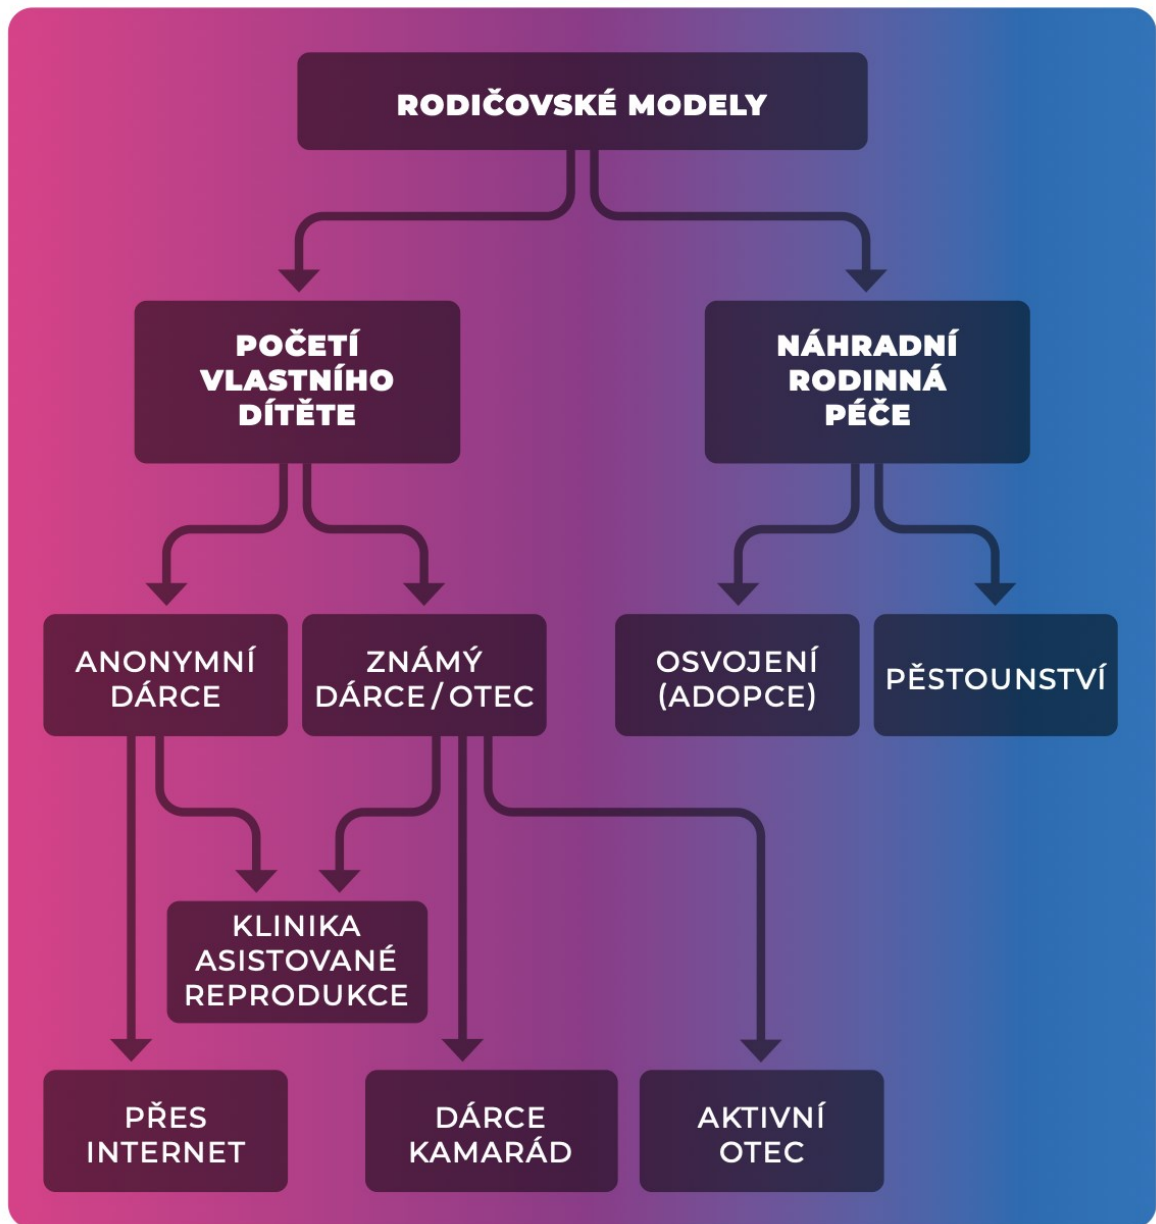 RODIČOVSKÉ MODELY
POČETÍ
VLASTNÍHO
DÍTĚTE
NÁHRADNÍ
RODINNÁ
PÉČE
ANONYMNÍ
DÁRCE
ZNÁMÝ
DÁRCE / OTEC
OSVOJENÍ
(ADOPCE)
PĚSTOUNSTVÍ
KLINIKA
ASISTOVANÉ
REPRODUKCE
PŘES
INTERNET
DÁRCE
KAMARÁD
AKTIVNÍ
OTEC